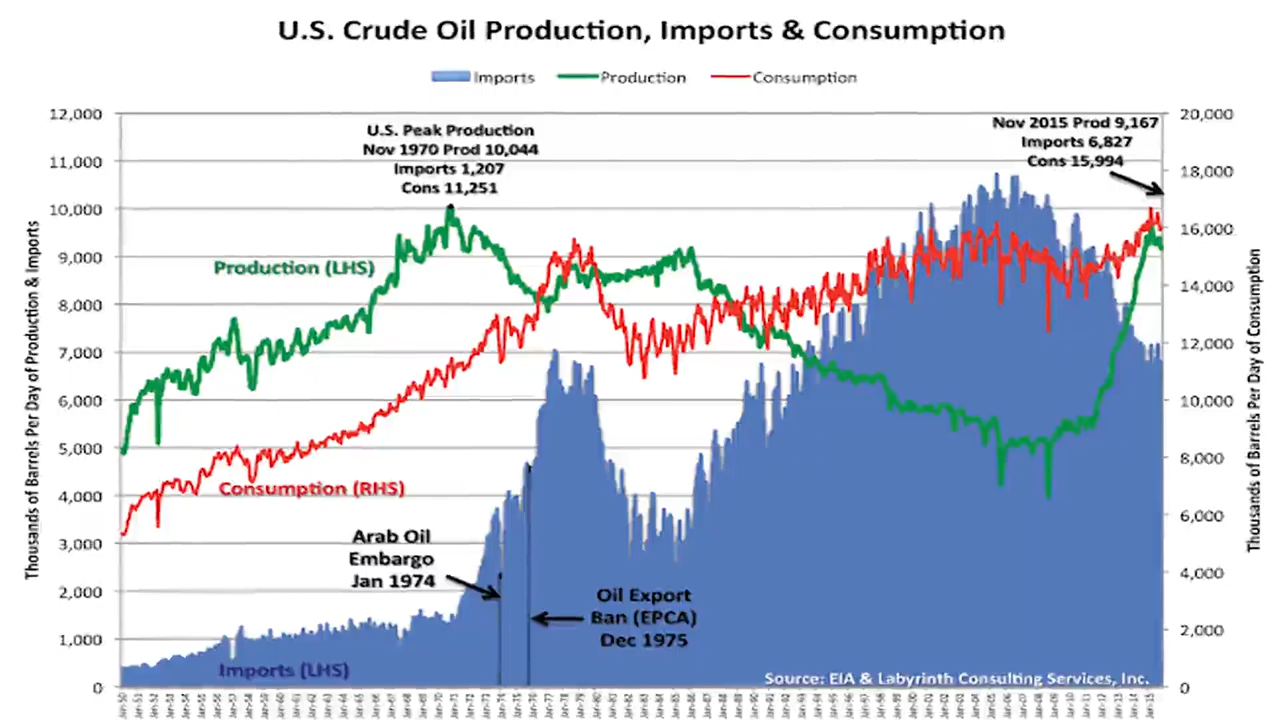 U.S. Crude Oil Production, Imports & Consumption
Imports Production Consumption
Thousands of Barrels Per Day of Production & Imports
12,000
11,000
10,000
9,000
8,000
7,000
6,000
5,000
4,000
3,000
2,000
1,000
0
U.S. Peak Production
Nov 1970 Prod 10,044
Imports 1,207
Cons 11,251
Nov 2015 Prod 9,167
Imports 6,827
Cons 15,994
Production (LHS)
Consumption (RHS)
Arab Oil
Embargo
Jan 1974
Oil Export
Ban (EPCA)
Dec 1975
Imports (LHS)
Source: EIA & Labyrinth Consulting Services, Inc.
20,000
18,000
16,000
14,000
12,000
10,000
8,000
6,000
4,000
2,000
0
Thousands of Barrels Per Day of Consumption